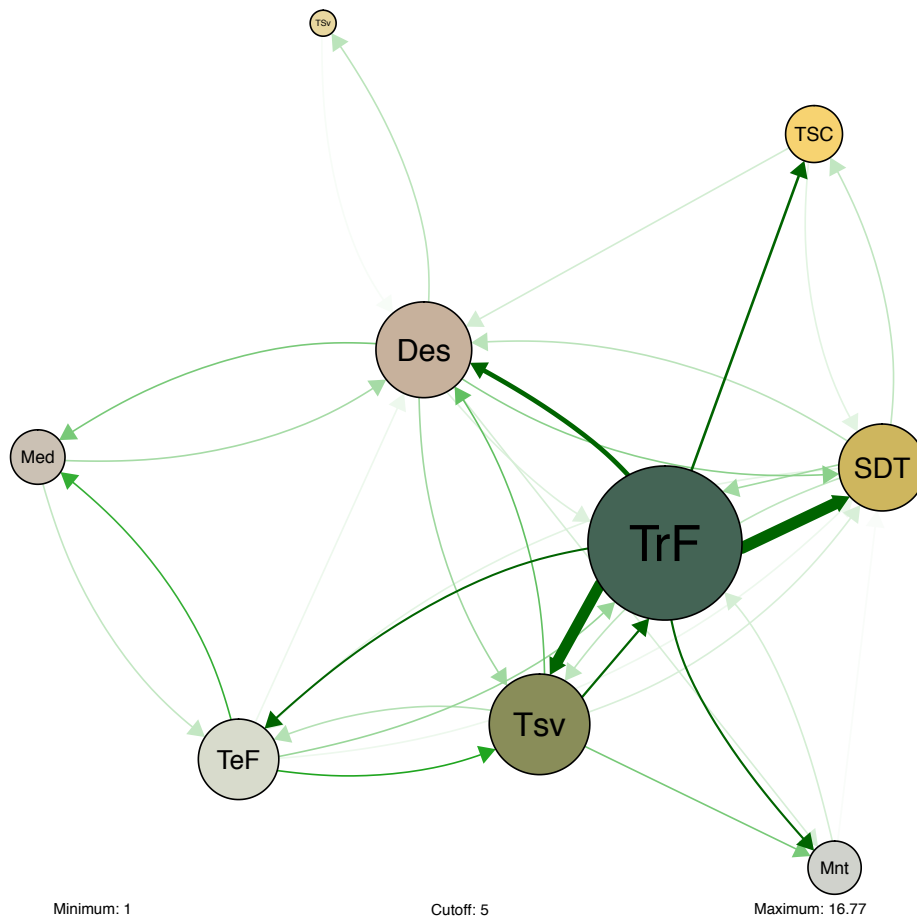 TSv
TSC
Des
Med
SDT
TrF
Tsv
TeF
Mnt
Minimum: 1
Cutoff: 5
Maximum: 16.77